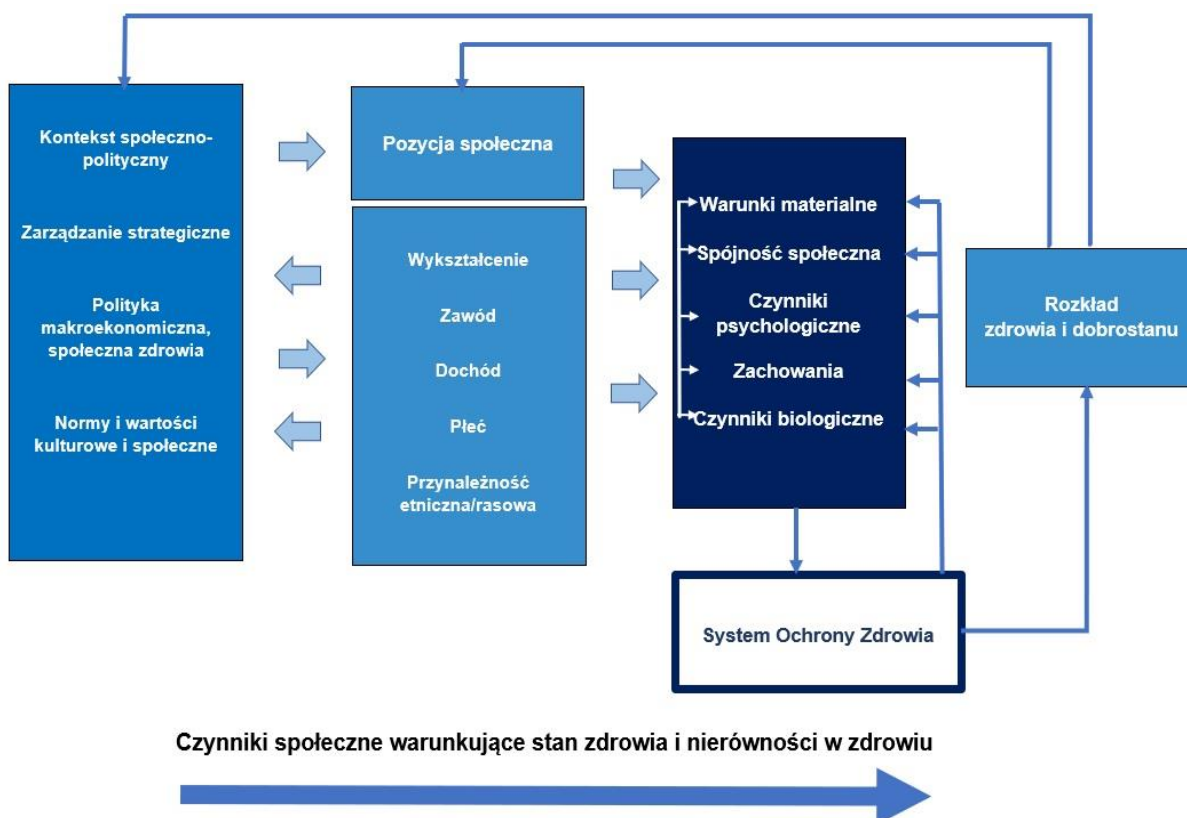 Kontekst społeczno-
polityczny
Zarządzanie strategiczne
Polityka
makroekonomiczna,
społeczna zdrowia
Normy i wartości
kulturowe i społeczne
Pozycja społeczna
Wykształcenie
Zawód
Dochód
Płeć
Przynależność
etniczna/rasowa
Warunki materialne
Spójność społeczna
Czynniki
psychologiczne
Zachowania
Czynniki biologiczne
Rozkład
zdrowia i dobrostanu
System Ochrony Zdrowia
Czynniki społeczne warunkujące stan zdrowia i nierówności w zdrowiu